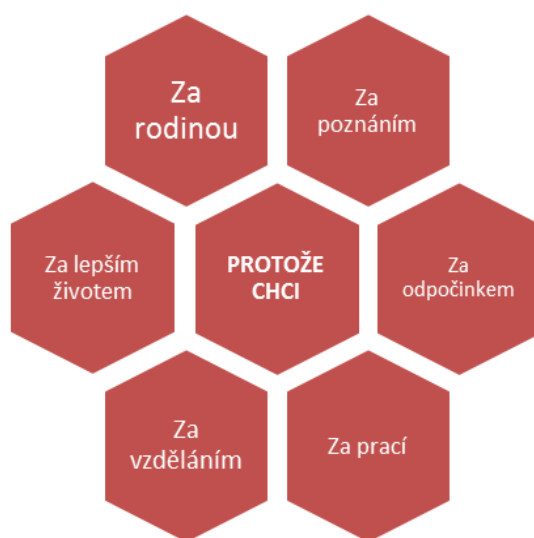 Za
rodinou
Za
poznáním
Za lepším
životem
PROTOŽE
CHCI
Za
odpočinkem
Za
vzděláním
Za prací